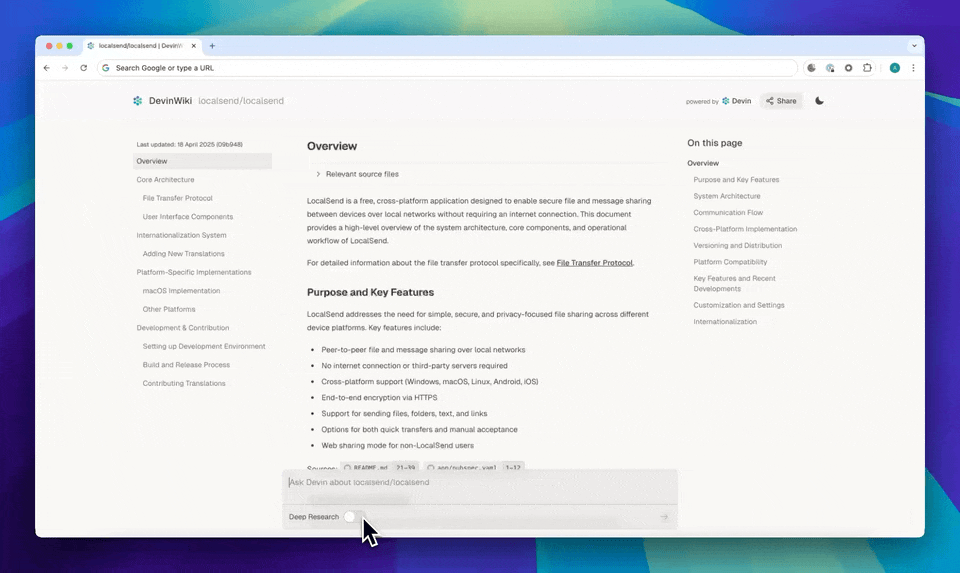 localsend/localsend | DevinWi
Search Google or type a URL
A
DevinWiki localsend/localsend
powered by Devin
Share
Last updated: 18 April 2025 (09b948)
Overview
Core Architecture
File Transfer Protocol
User Interface Components
Internationalization System
Adding New Translations
Platform-Specific Implementations
macOS Implementation
Other Platforms
Development & Contribution
Setting up Development Environment
Build and Release Process
Contributing Translations
Overview
Relevant source files
LocalSend is a free, cross-platform application designed to enable secure file and message sharing
between devices over local networks without requiring an internet connection. This document
provides a high-level overview of the system architecture, core components, and operational
workflow of LocalSend.
For detailed information about the file transfer protocol specifically, see File Transfer Protocol.
Purpose and Key Features
LocalSend addresses the need for simple, secure, and privacy-focused file sharing across different
device platforms. Key features include:
• Peer-to-peer file and message sharing over local networks
• No internet connection or third-party servers required
• Cross-platform support (Windows, macOS, Linux, Android, iOS)
• End-to-end encryption via HTTPS
• Support for sending files, folders, text, and links
• Options for both quick transfers and manual acceptance
• Web sharing mode for non-LocalSend users
Sources: README.md 21-39 app/pubspec.yaml 1-12
Ask Devin about localsend/localsend
Deep Research
On this page
Overview
Purpose and Key Features
System Architecture
Communication Flow
Cross-Platform Implementation
Versioning and Distribution
Platform Compatibility
Key Features and Recent
Developments
Customization and Settings
Internationalization